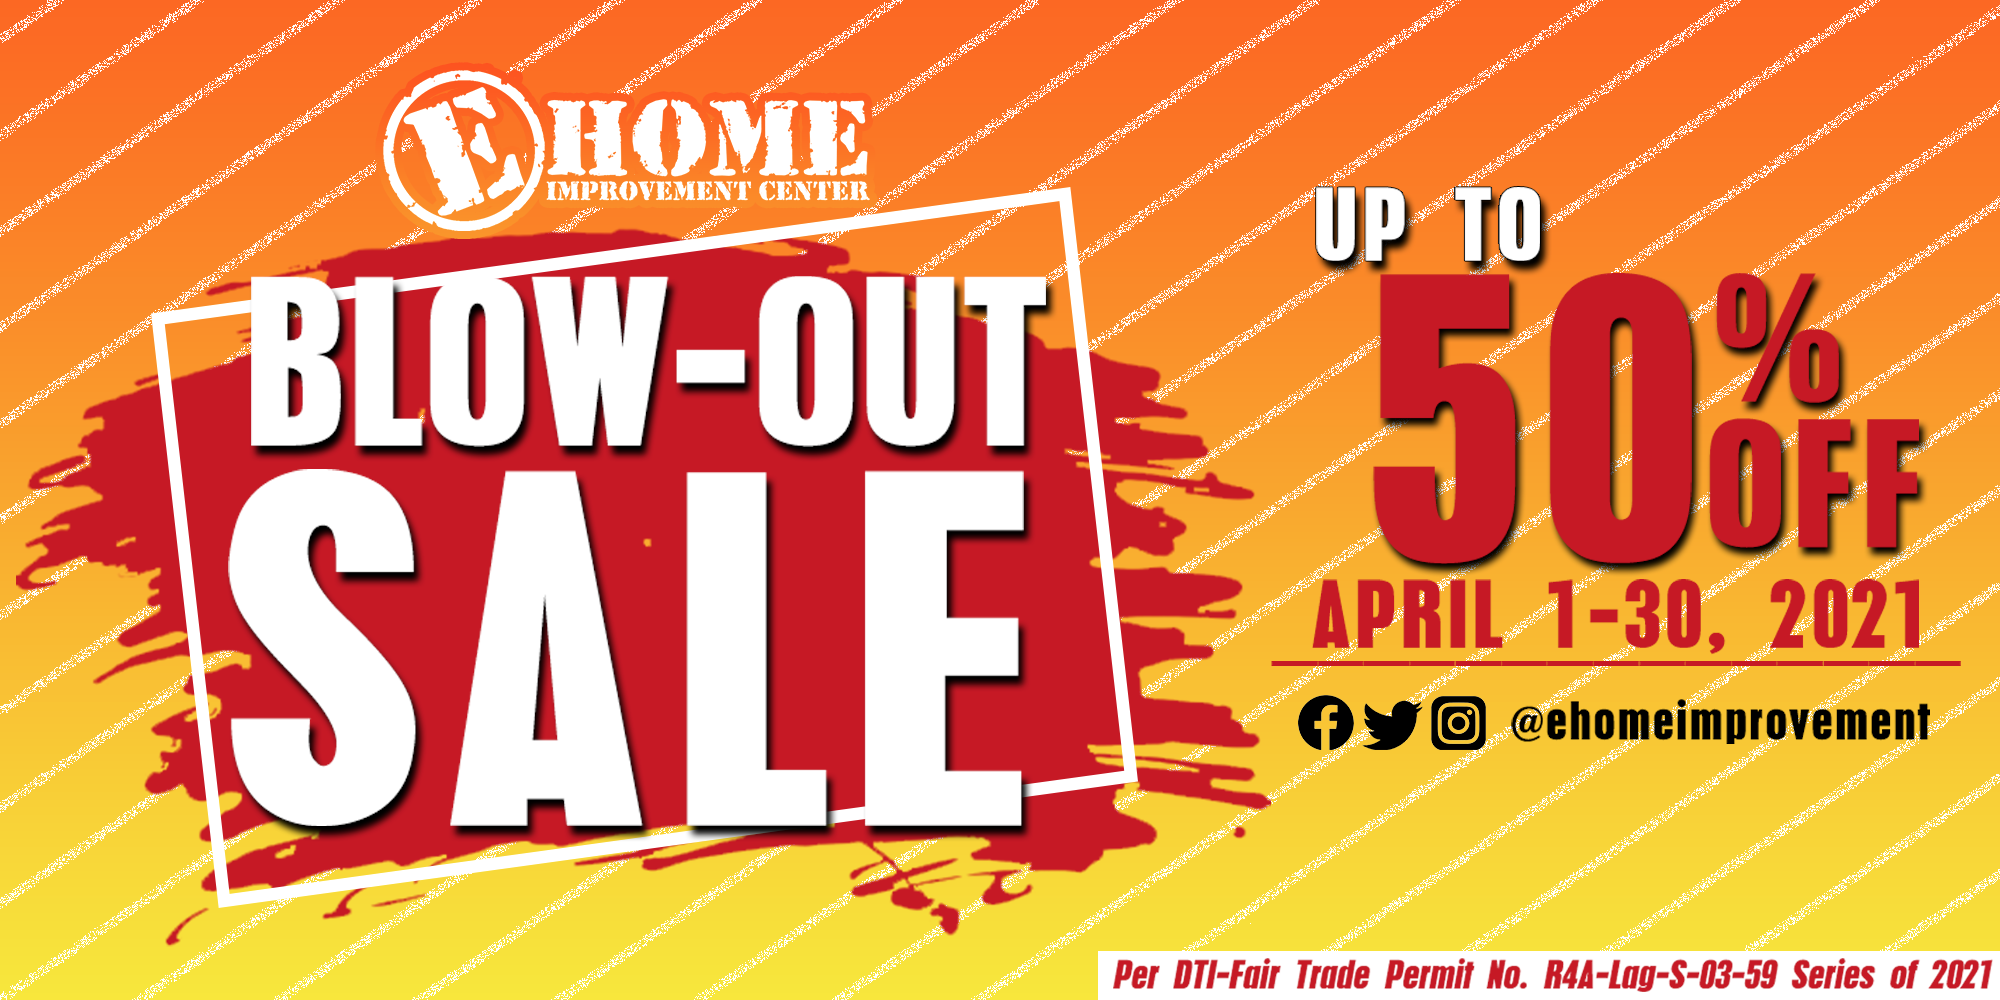 E HOME
IMPROVEMENT CENTER
BLOW-OUT
SALE
UP TO
50%
OFF
APRIL 1-30, 2021
@ehomeimprovement
Per DTI-Fair Trade Permit No. R4A-Lag-S-03-59 Series of 2021